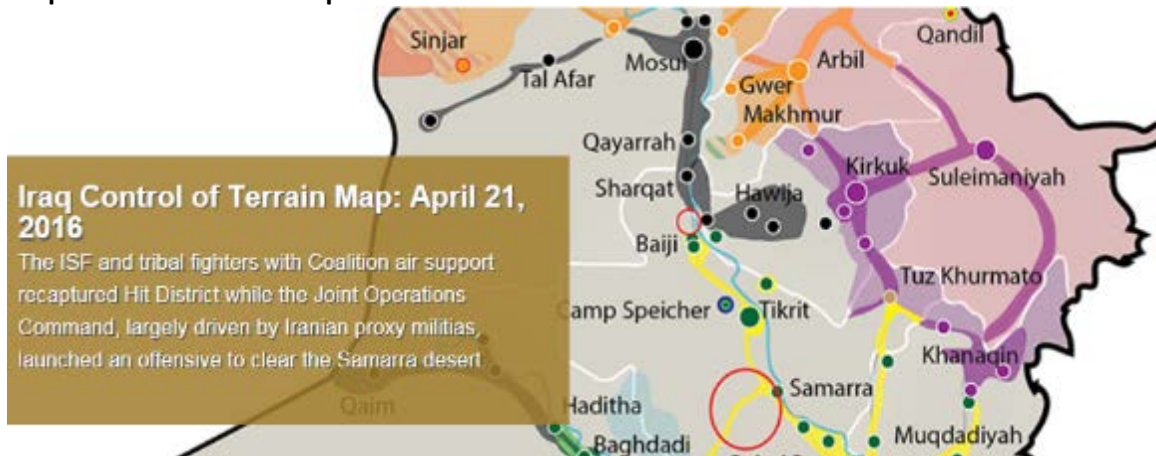 Sinjar
Qandil
Mosul
Arbil
Tal Afar
Gwer
Makhmur
Qayarrah
Kirkuk
Suleimaniyah
Sharqat
Hawija
Iraq Control of Terrain Map: April 21,
2016
The ISF and tribal fighters with Coalition air support
recaptured Hit District while the Joint Operations
Command, largely driven by Iranian proxy militias,
launched an offensive to clear the Samarra desert
Baiji
Tuz Khurmato
Camp Speicher
Tikrit
Khanaqin
Samarra
Qaim
Haditha
Muqdadiyah
Baghdadi